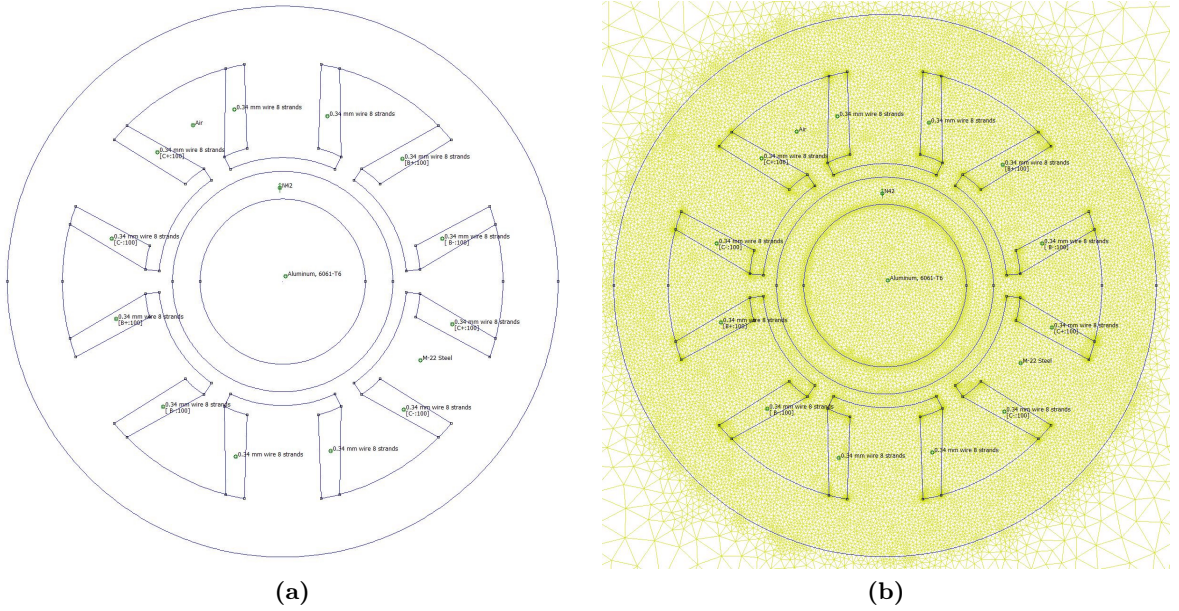 0.34 mm wire 8 strands
0.34 mm wire 8 strands
Air
0.34 mm wire 8 strands
[C+:100]
0.34 mm wire 8 strands
[B+:100]
N42
0.34 mm wire 8 strands
[C-:100]
0.34 mm wire 8 strands
[B-:100]
Aluminum, 6061-T6
0.34 mm wire 8 strands
[B+:100]
0.34 mm wire 8 strands
[C+:100]
M-22 Steel
0.34 mm wire 8 strands
[B-:100]
0.34 mm wire 8 strands
[C-:100]
0.34 mm wire 8 strands
0.34 mm wire 8 strands
(a)
0.34 mm wire 8 strands
0.34 mm wire 8 strands
Air
0.34 mm wire 8 strands
[C+:100]
0.34 mm wire 8 strands
[B+:100]
N42
0.34 mm wire 8 strands
[C-:100]
0.34 mm wire 8 strands
[B-:100]
Aluminum, 6061-T6
0.34 mm wire 8 strands
[B+:100]
0.34 mm wire 8 strands
[C+:100]
M-22 Steel
0.34 mm wire 8 strands
[B-:100]
0.34 mm wire 8 strands
[C-:100]
0.34 mm wire 8 strands
0.34 mm wire 8 strands
(b)